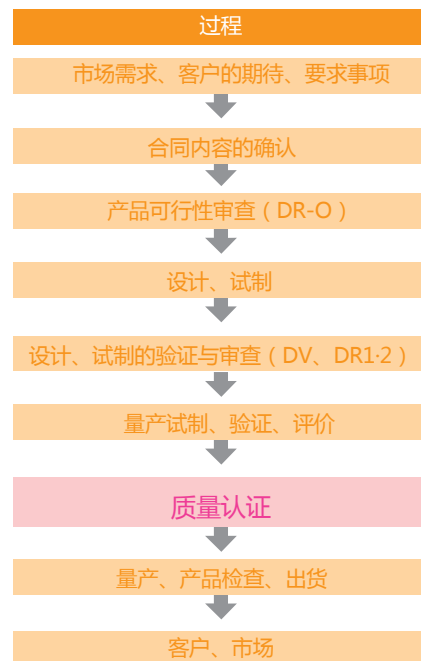 过程
市场需求、客户的期待、要求事项
合同内容的确认
产品可行性审查（DR-O）
设计、试制
设计、试制的验证与审查（DV、DR1·2）
量产试制、验证、评价
质量认证
量产、产品检查、出货
客户、市场